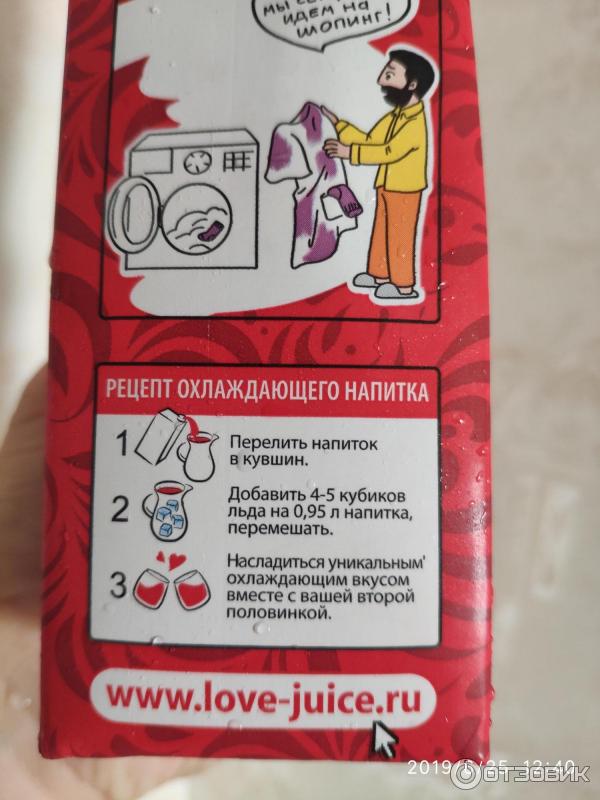 идем на
шопинг!
РЕЦЕПТ ОХЛАЖДАЮЩЕГО НАПИТКА
1 Перелить напиток
в кувшин.
2 Добавить 4-5 кубиков
льда на 0,95 л напитка,
перемешать.
3 Насладиться уникальным
охлаждающим вкусом
вместе с вашей второй
половинкой.
www.love-juice.ru
ОТЗОВИК